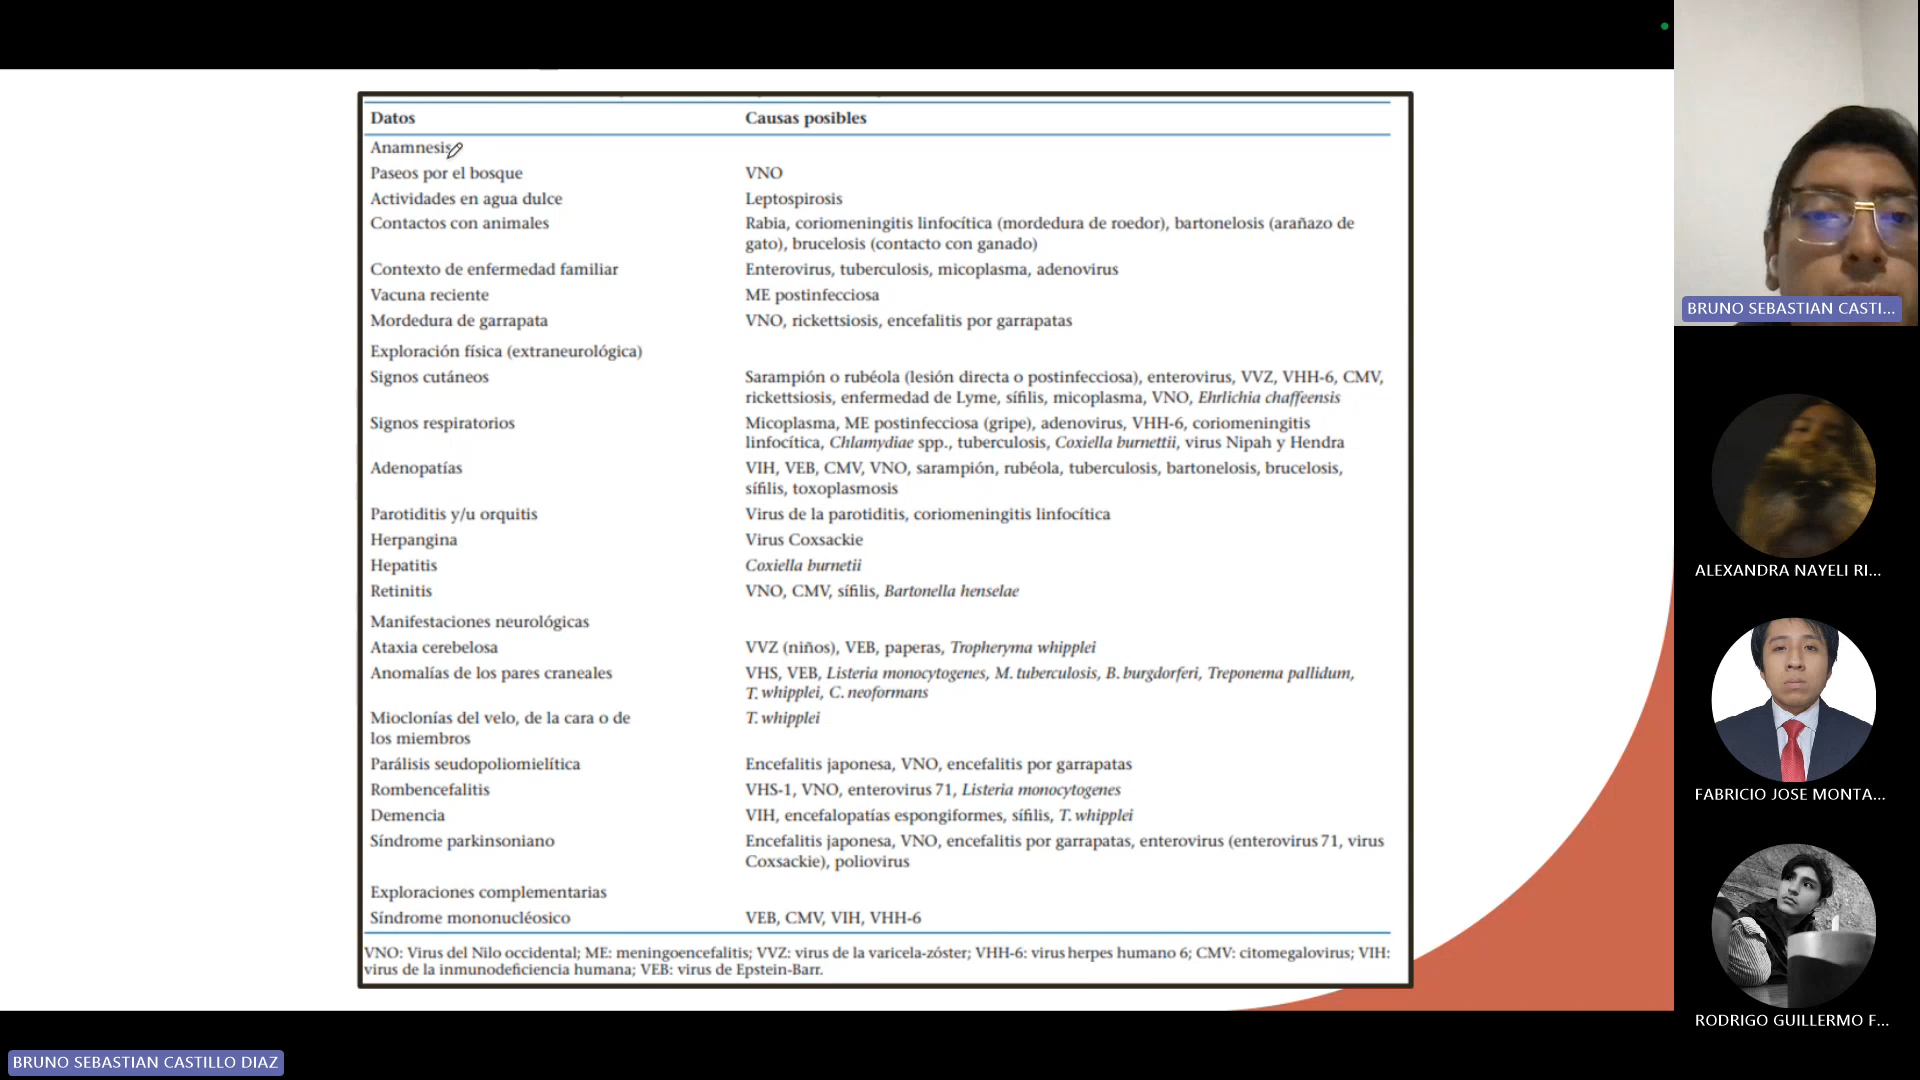 Datos Causas posibles
Anamnesis
Paseos por el bosque VNO
Actividades en agua dulce Leptospirosis
Contactos con animales Rabia, coriomeningitis linfocítica (mordedura de roedor), bartonelosis (arañazo de
gato), brucelosis (contacto con ganado)
Contexto de enfermedad familiar Enterovirus, tuberculosis, micoplasma, adenovirus
Vacuna reciente ME postinfecciosa
Mordedura de garrapata VNO, rickettsiosis, encefalitis por garrapatas
Exploración física (extraneurológica)
Signos cutáneos Sarampión o rubéola (lesión directa o postinfecciosa), enterovirus, VVZ, VHH-6, CMV,
rickettsiosis, enfermedad de Lyme, sífilis, micoplasma, VNO, Ehrlichia chaffeensis
Signos respiratorios Micoplasma, ME postinfecciosa (gripe), adenovirus, VHH-6, coriomeningitis
linfocítica, Chlamydiae spp., tuberculosis, Coxiella burnettii, virus Nipah y Hendra
Adenopatías VIH, VEB, CMV, VNO, sarampión, rubéola, tuberculosis, bartonelosis, brucelosis,
sífilis, toxoplasmosis
Parotiditis y/u orquitis Virus de la parotiditis, coriomeningitis linfocítica
Herpangina Virus Coxsackie
Hepatitis Coxiella burnetii
Retinitis VNO, CMV, sífilis, Bartonella henselae
Manifestaciones neurológicas
Ataxia cerebelosa VVZ (niños), VEB, paperas, Tropheryma whipplei
Anomalías de los pares craneales VHS, VEB, Listeria monocytogenes, M. tuberculosis, B. burgdorferi, Treponema pallidum,
T. whipplei, C. neoformans
Mioclonías del velo, de la cara o de T. whipplei
los miembros
Parálisis seudopoliomielítica Encefalitis japonesa, VNO, encefalitis por garrapatas
Rombencefalitis VHS-1, VNO, enterovirus 71, Listeria monocytogenes
Demencia VIH, encefalopatías espongiformes, sífilis, T. whipplei
Síndrome parkinsoniano Encefalitis japonesa, VNO, encefalitis por garrapatas, enterovirus (enterovirus 71, virus
Coxsackie), poliovirus
Exploraciones complementarias
Síndrome mononucléosico VEB, CMV, VIH, VHH-6
VNO: Virus del Nilo occidental; ME: meningoencefalitis; VVZ: virus de la varicela-zóster; VHH-6: virus herpes humano 6; CMV: citomegalovirus; VIH:
virus de la inmunodeficiencia humana; VEB: virus de Epstein-Barr.
BRUNO SEBASTIAN CASTI...
ALEXANDRA NAYELI RI...
FABRICIO JOSE MONTA...
RODRIGO GUILLERMO F...
BRUNO SEBASTIAN CASTILLO DIAZ